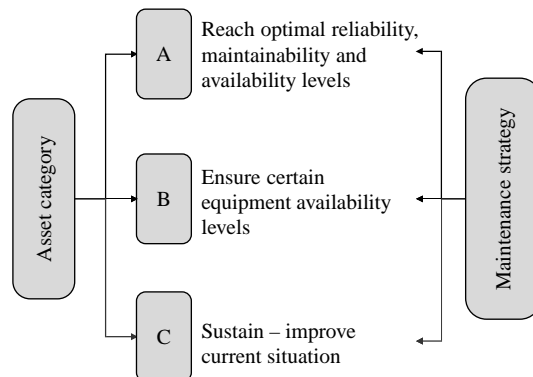 Asset category
A
Reach optimal reliability,
maintainability and
availability levels
B
Ensure certain
equipment availability
levels
C
Sustain – improve
current situation
Maintenance strategy